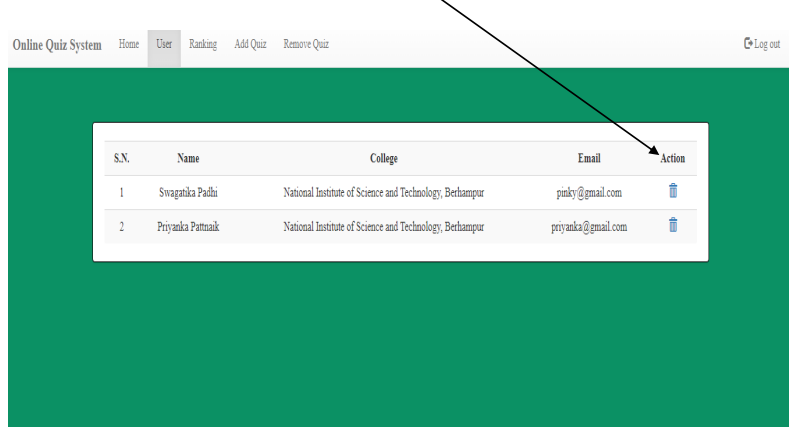 Online Quiz System Home User Ranking Add Quiz Remove Quiz Log out
S.N. Name College Email Action
1 Swagatika Padhi National Institute of Science and Technology, Berhampur pinky@gmail.com
2 Priyanka Pattnaik National Institute of Science and Technology, Berhampur priyanka@gmail.com